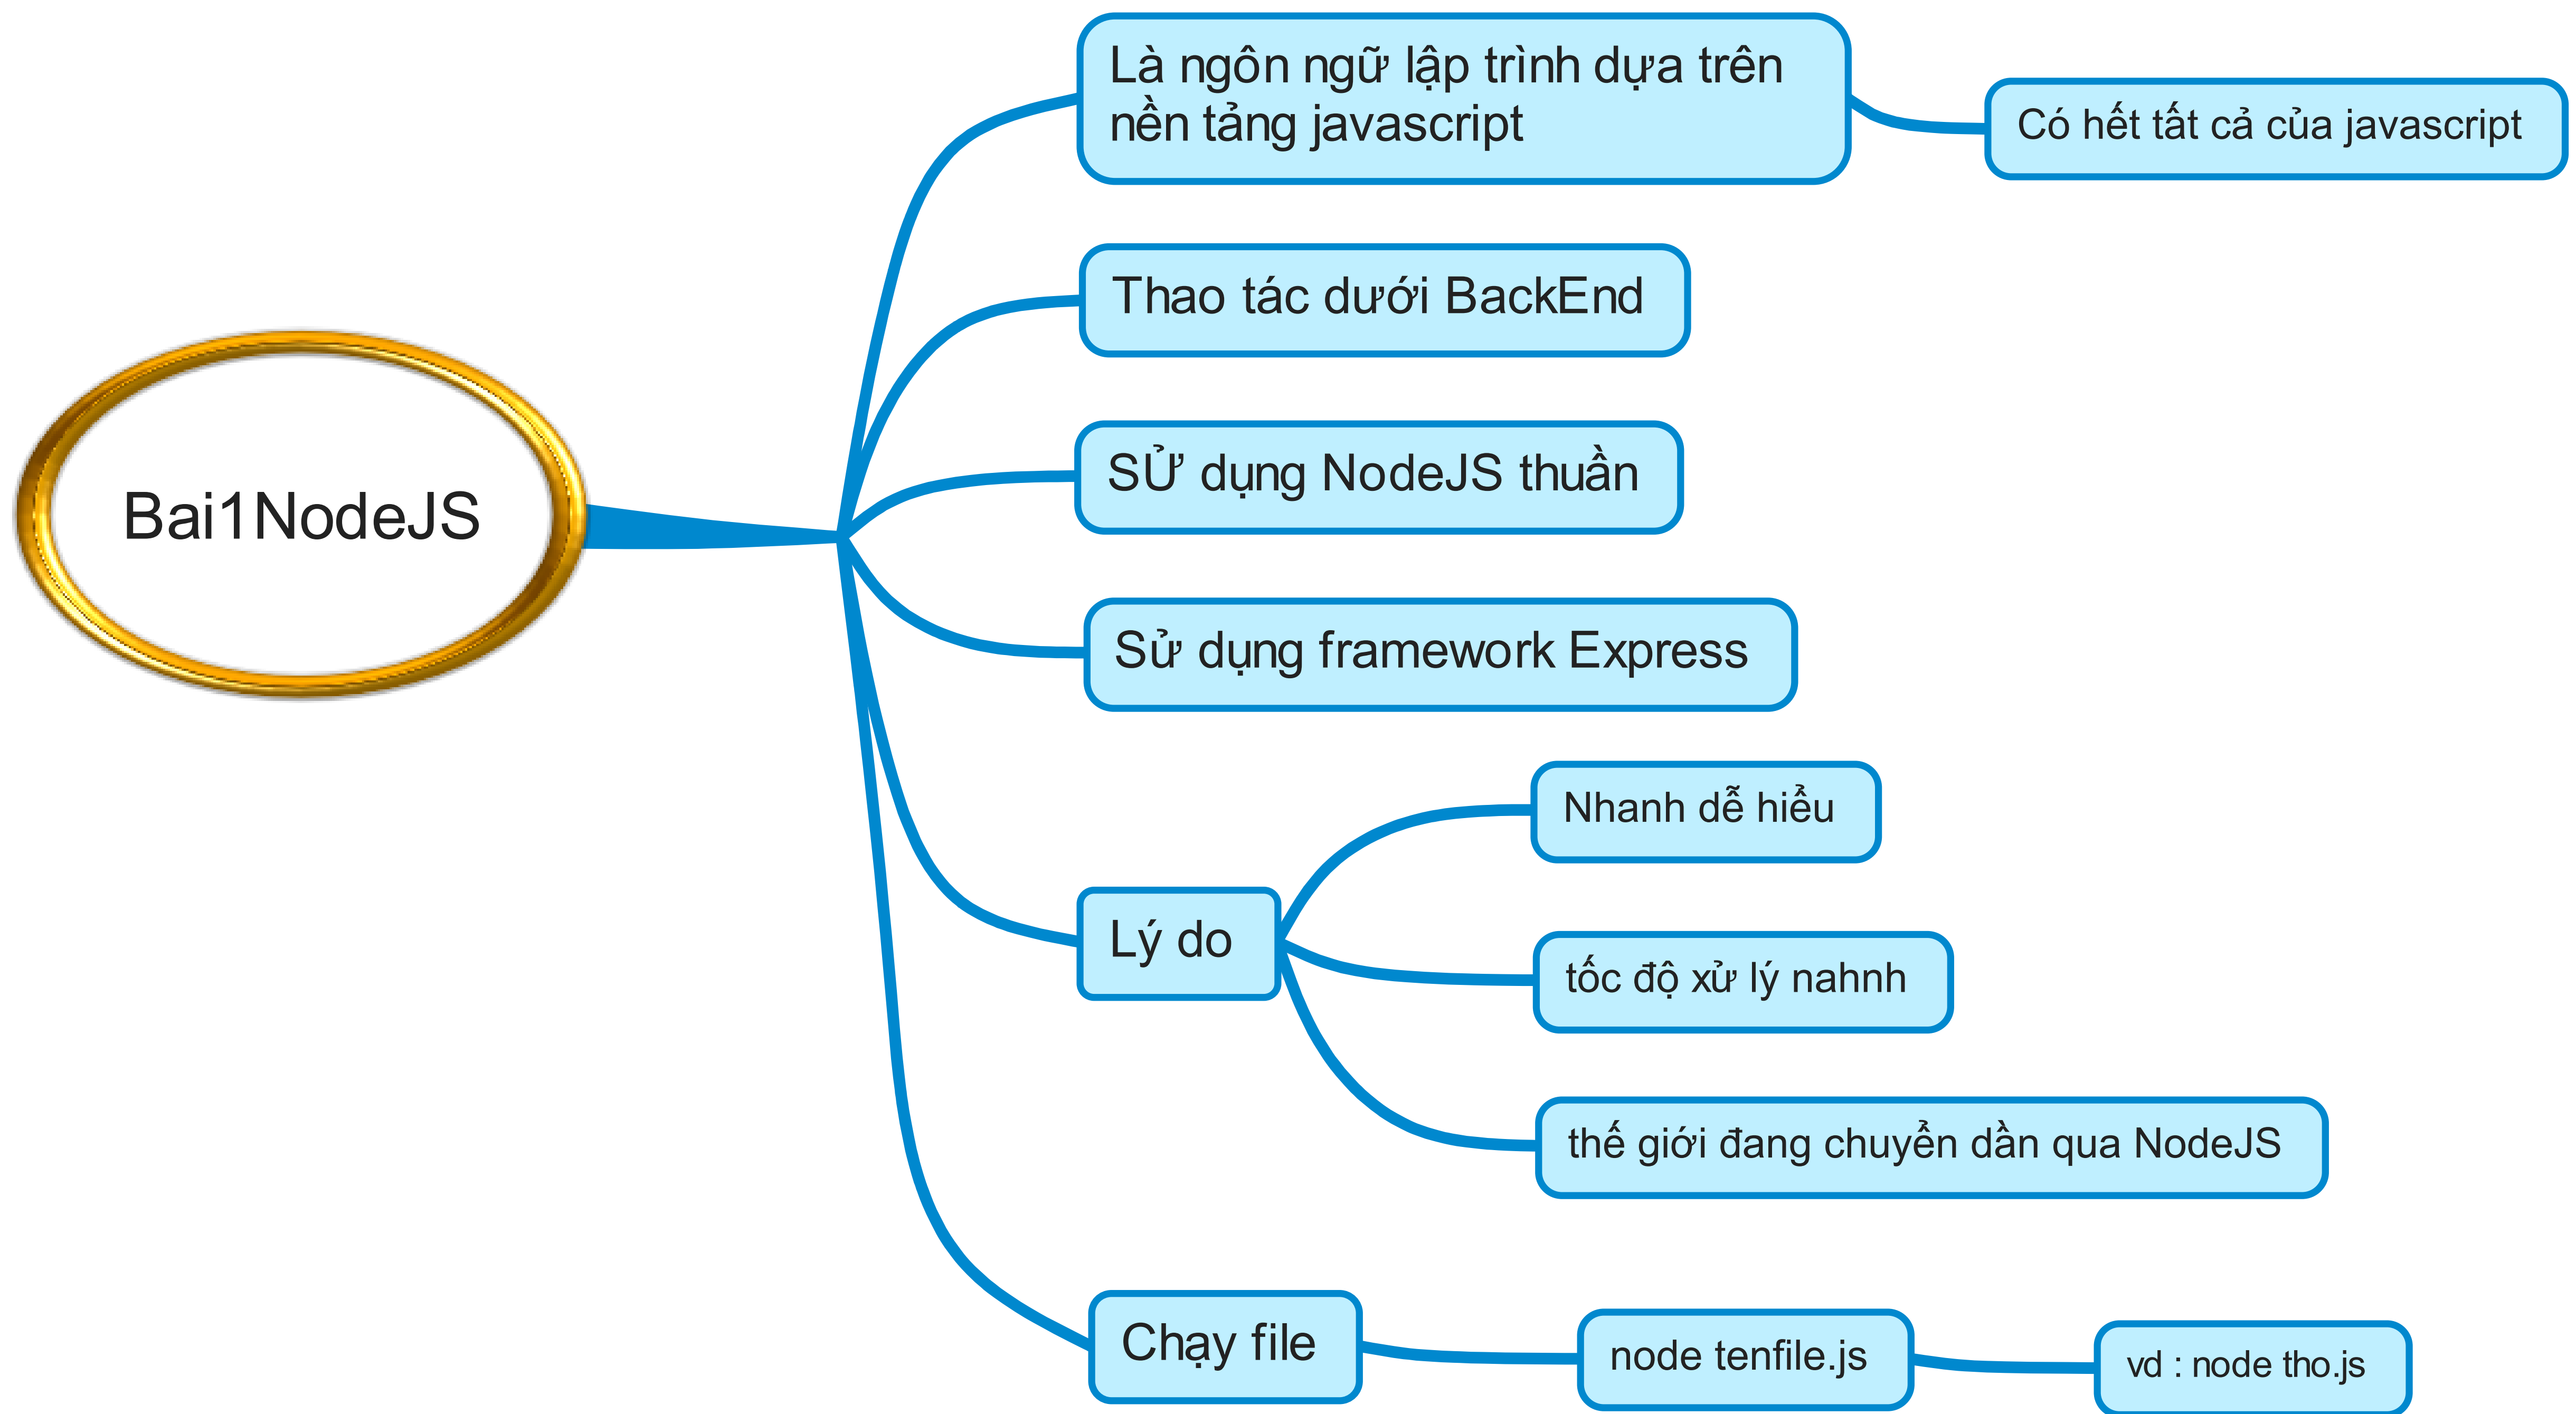 Bai1NodeJS
Là ngôn ngữ lập trình dựa trên
nền tảng javascript
Có hết tất cả của javascript
Thao tác dưới BackEnd
SỬ dụng NodeJS thuần
Sử dụng framework Express
Lý do
Nhanh dễ hiểu
tốc độ xử lý nahnh
thế giới đang chuyển dần qua NodeJS
Chạy file
node tenfile.js
vd : node tho.js